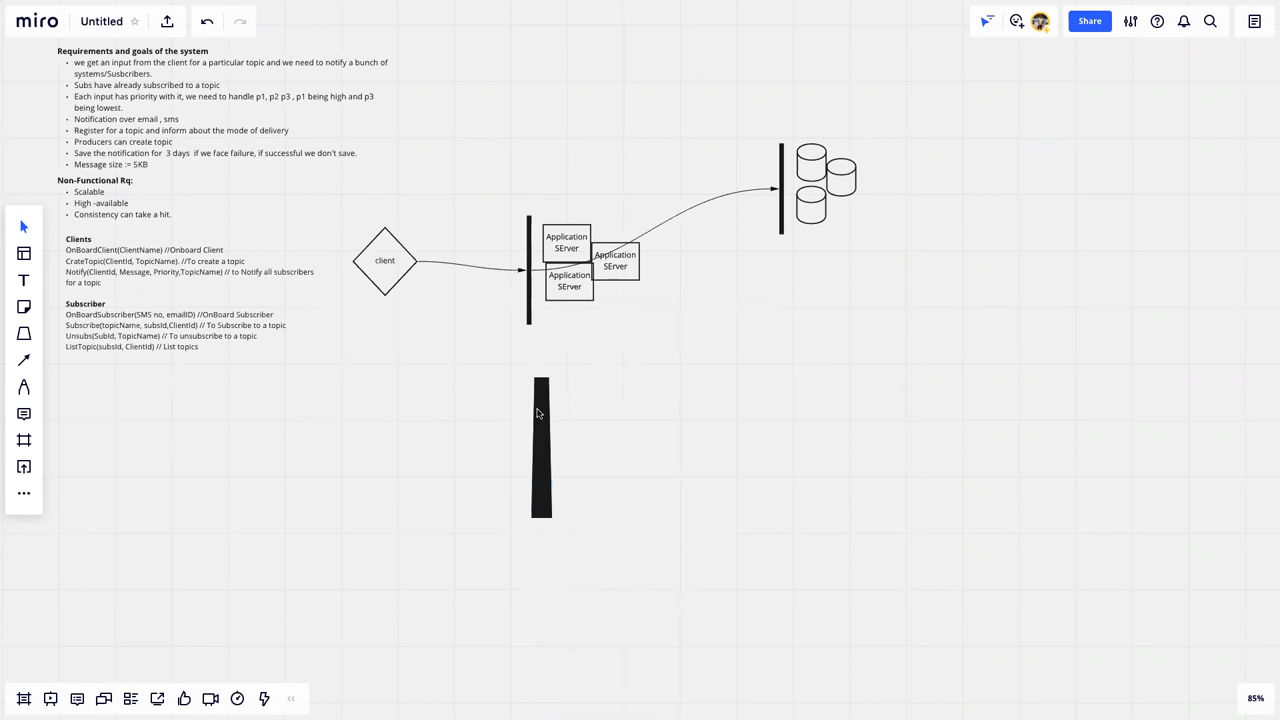 miro
Untitled
Share
Requirements and goals of the system
we get an input from the client for a particular topic and we need to notify a bunch of
systems/Susbcribers.
Subs have already subscribed to a topic
Each input has priority with it, we need to handle p1, p2 p3 , p1 being high and p3
being lowest.
Notification over email , sms
Register for a topic and inform about the mode of delivery
Producers can create topic
Save the notification for 3 days if we face failure, if successful we don't save.
Message size := 5KB
Non-Functional Rq:
Scalable
High -available
Consistency can take a hit.
Clients
OnBoardClient(ClientName) //Onboard Client
CrateTopic(ClientId, TopicName). //To create a topic
Notify(ClientId, Message, Priority,TopicName) // to Notify all subscribers
for a topic
Subscriber
OnBoardSubscriber(SMS no, emailID) //OnBoard Subscriber
Subscribe(topicName, subsId,ClientId) // To Subscribe to a topic
Unsubs(SubId, TopicName) // To unsubscribe to a topic
ListTopic(subsId, ClientId) // List topics
client
Application
SErver
Application
SErver
Application
SErver
85%